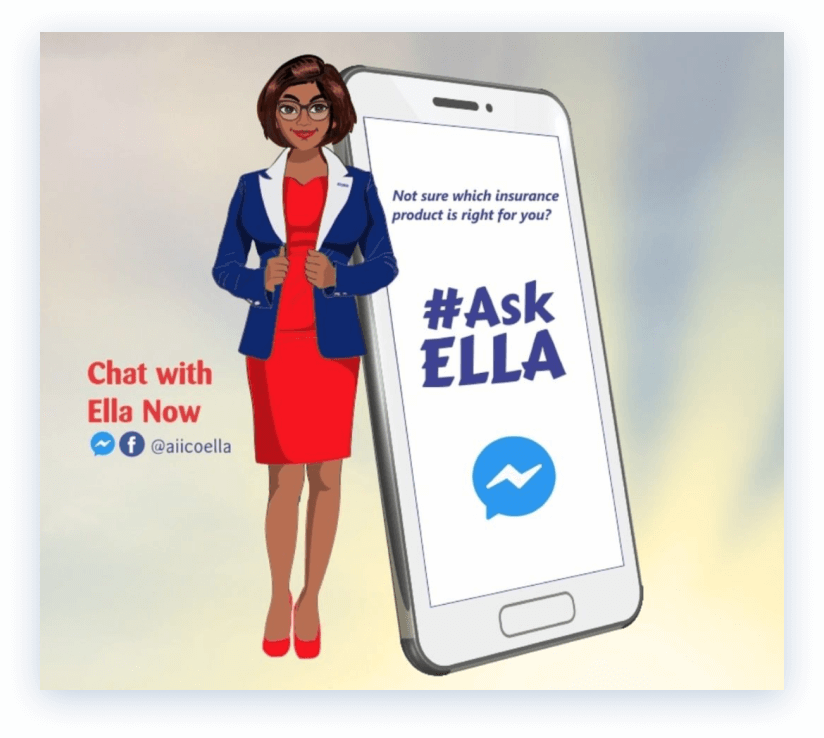 Not sure which insurance
product is right for you?
#Ask
ELLA
Chat with
Ella Now
@aiicoella